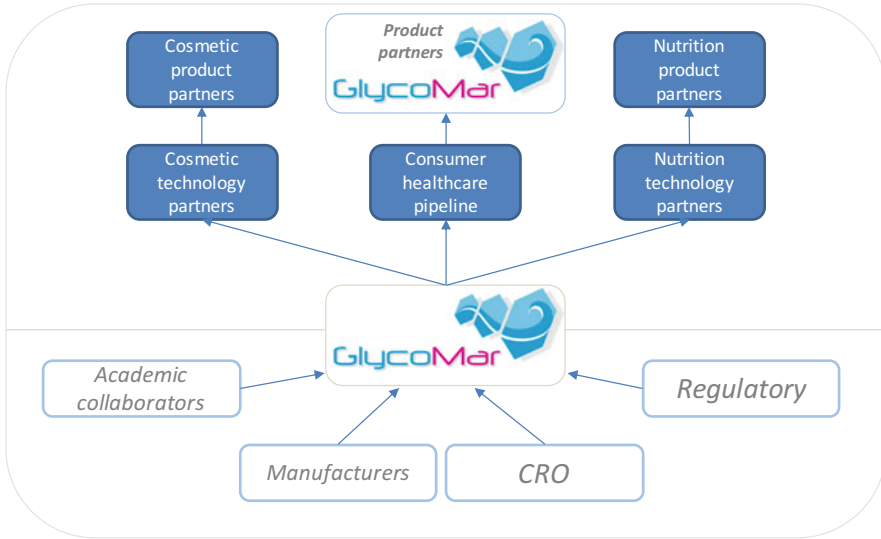 Cosmetic
product
partners
Product
partners
GlycoMar
Nutrition
product
partners
Cosmetic
technology
partners
Consumer
healthcare
pipeline
Nutrition
technology
partners
GlycoMar
Academic
collaborators
Regulatory
Manufacturers
CRO